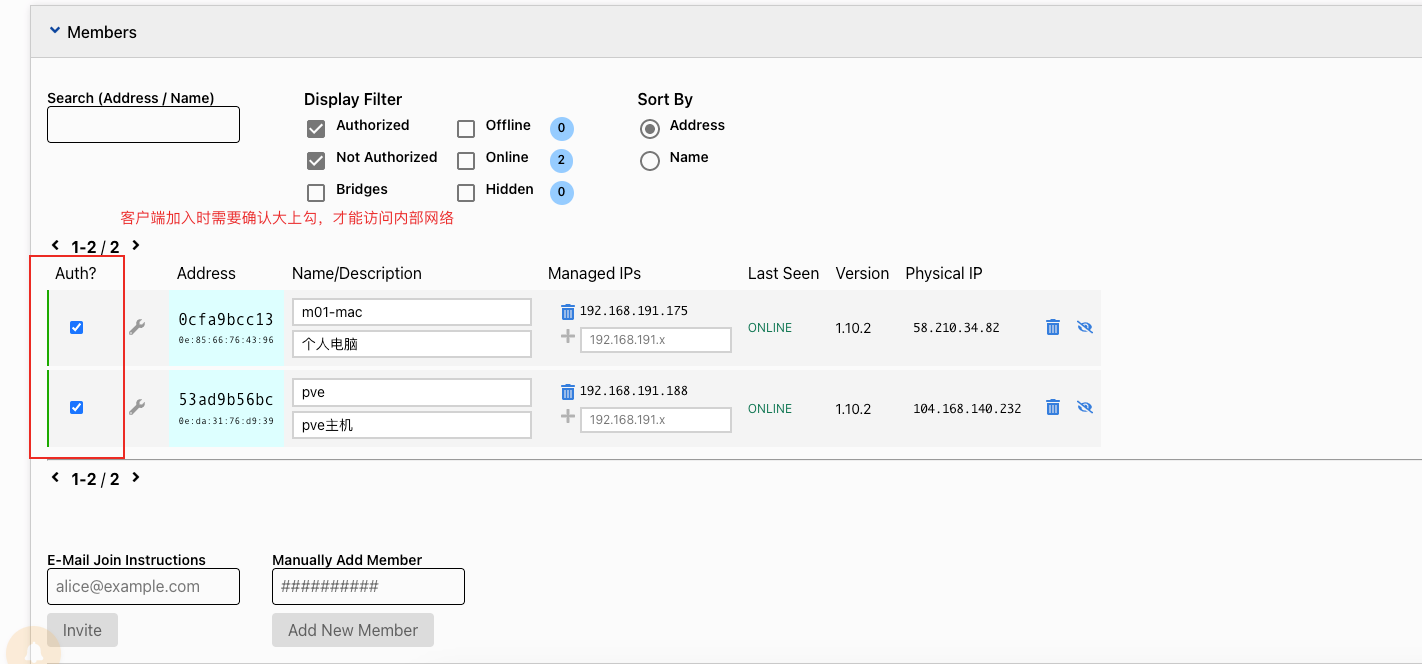 Members
Search (Address / Name)
Display Filter
Sort By
Authorized
Offline
0
Address
Not Authorized
Online
2
Name
Bridges
Hidden
0
客户端加入时需要确认大上勾，才能访问内部网络
1-2 / 2
Auth?
Address
Name/Description
Managed IPs
Last Seen
Version
Physical IP
0cfa9bcc13
0e:85:66:76:43:96
m01-mac
个人电脑
192.168.191.175
192.168.191.x
ONLINE
1.10.2
58.210.34.82
53ad9b56bc
0e:da:31:76:d9:39
pve
pve主机
192.168.191.188
192.168.191.x
ONLINE
1.10.2
104.168.140.232
1-2 / 2
E-Mail Join Instructions
Manually Add Member
alice@example.com
##########
Invite
Add New Member